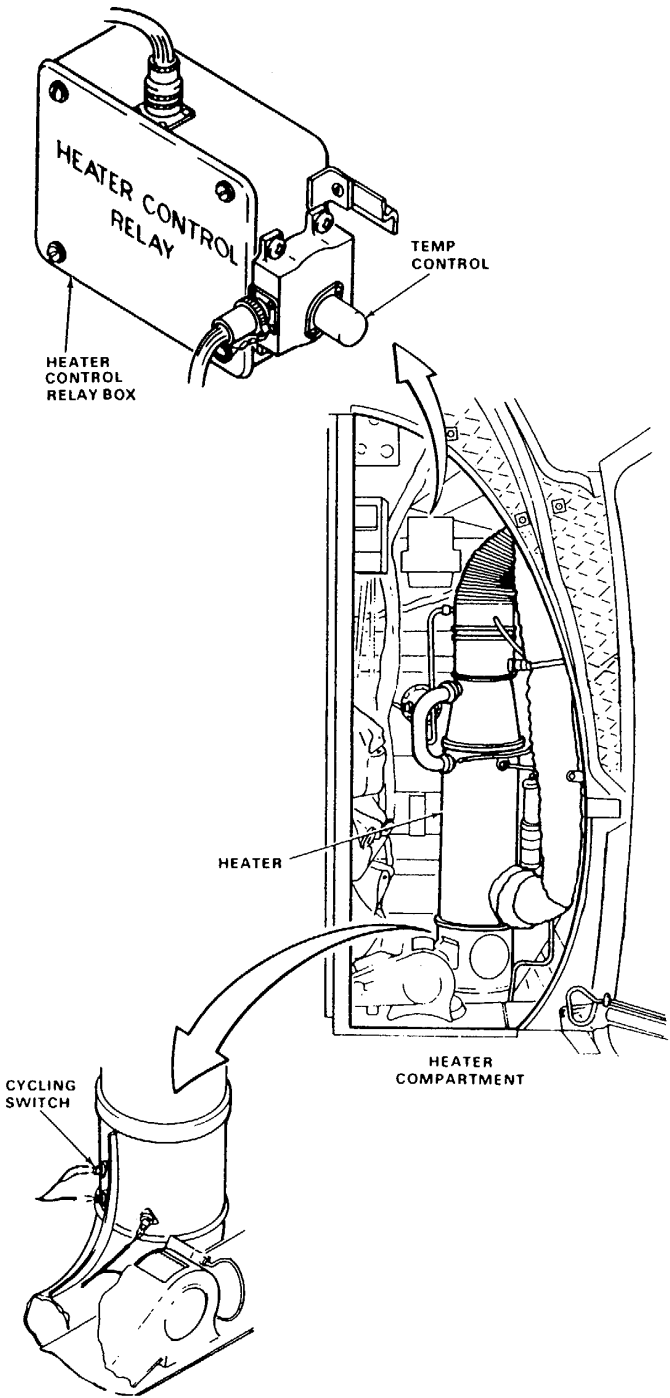 HEATER CONTROL
RELAY
TEMP
CONTROL
HEATER
CONTROL
RELAY BOX
HEATER
HEATER
COMPARTMENT
CYCLING
SWITCH